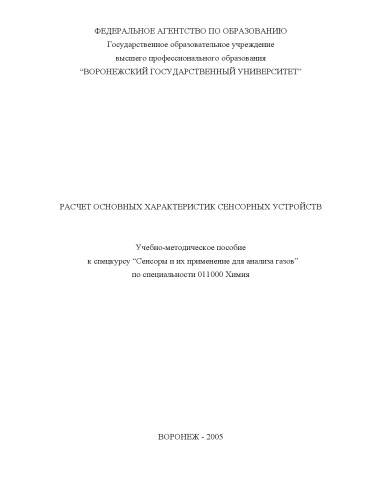 ФЕДЕРАЛЬНОЕ АГЕНТСТВО ПО ОБРАЗОВАНИЮ
Государственное образовательное учреждение
высшего профессионального образования
“ВОРОНЕЖСКИЙ ГОСУДАРСТВЕННЫЙ УНИВЕРСИТЕТ”
РАСЧЕТ ОСНОВНЫХ ХАРАКТЕРИСТИК СЕНСОРНЫХ УСТРОЙСТВ
Учебно-методическое пособие
к спецкурсу “Сенсоры и их применение для анализа газов”
по специальности 011000 Химия
ВОРОНЕЖ - 2005